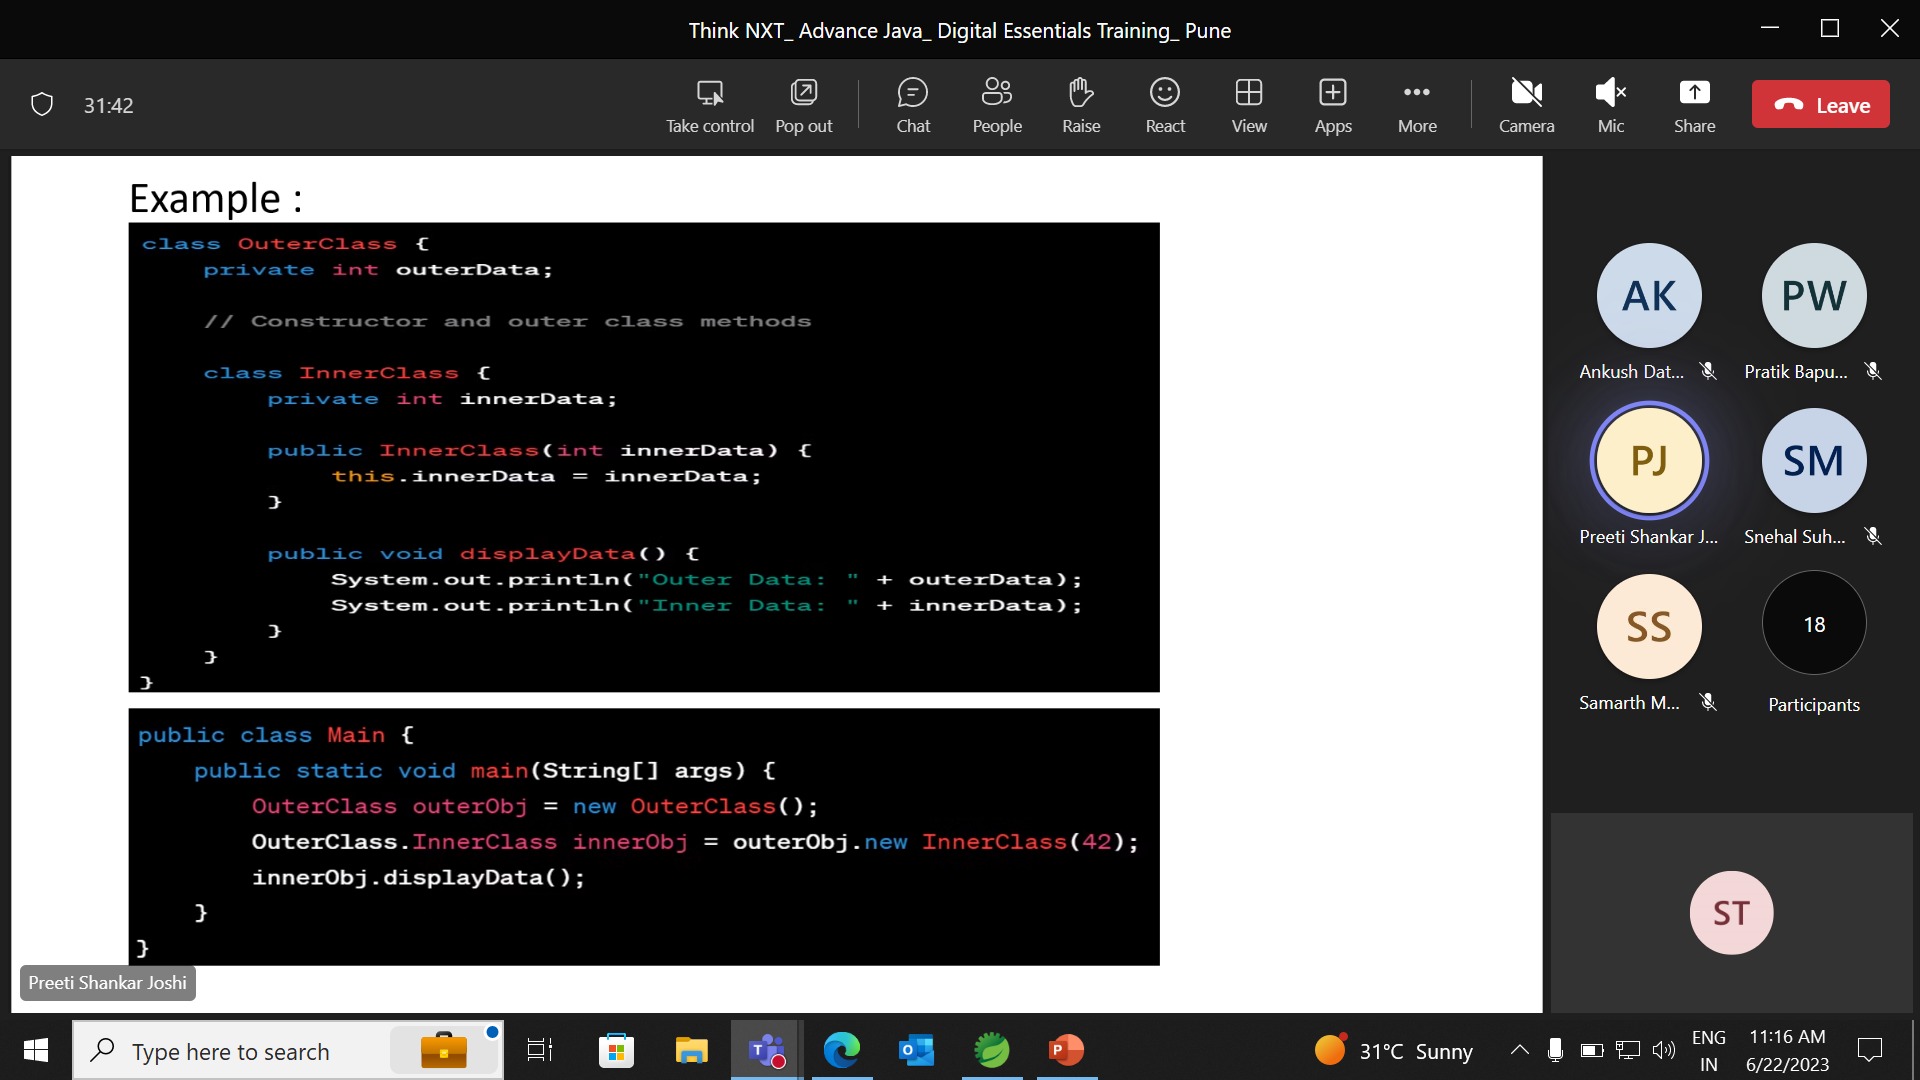 Think NXT_ Advance Java_ Digital Essentials Training_ Pune
31:42
Take control
Pop out
Chat
People
Raise
React
View
Apps
More
Camera
Mic
Share
Leave
Example :
class OuterClass {
private int outerData;
// Constructor and outer class methods
class InnerClass {
private int innerData;
public InnerClass(int innerData) {
this.innerData = innerData;
}
public void displayData() {
System.out.println("Outer Data: " + outerData);
System.out.println("Inner Data: " + innerData);
}
}
}
public class Main {
public static void main(String[] args) {
OuterClass outerObj = new OuterClass();
OuterClass.InnerClass innerObj = outerObj.new InnerClass(42);
innerObj.displayData();
}
}
Preeti Shankar Joshi
AK
PW
Ankush Dat...
Pratik Bapu...
PJ
SM
Preeti Shankar J...
Snehal Suh...
SS
18
Samarth M...
Participants
ST
Type here to search
31°C Sunny
ENG
IN
11:16 AM
6/22/2023